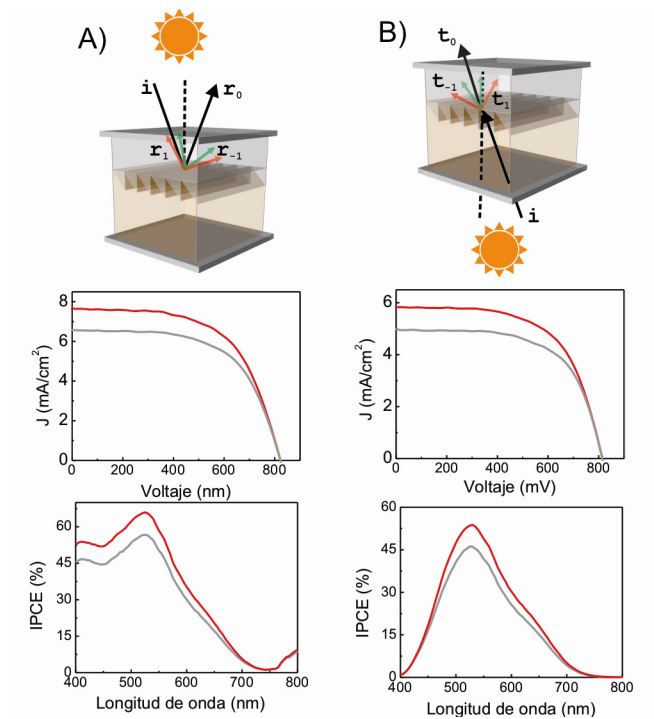 A)
i
r₀
r₁
r₋₁
J (mA/cm²)
8
6
4
2
0
0 200 400 600 800
Voltaje (nm)
IPCE (%)
60
45
30
15
0
400 500 600 700 800
Longitud de onda (nm)
B)
t₀
t₋₁
t₁
i
J (mA/cm²)
6
4
2
0
0 200 400 600 800
Voltaje (mV)
IPCE (%)
60
45
30
15
0
400 500 600 700 800
Longitud de onda (nm)